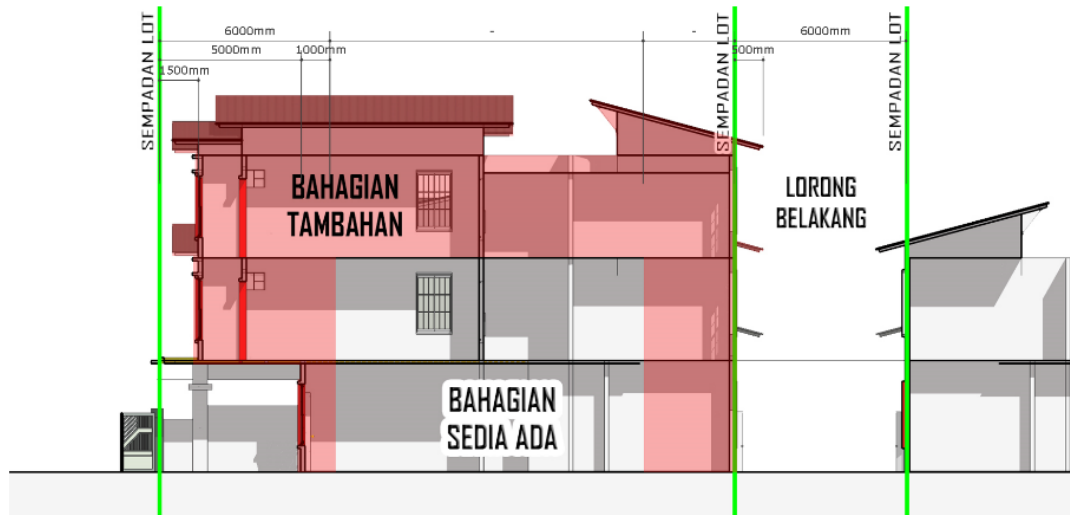 6000mm
-
-
6000mm
5000mm
1000mm
500mm
1500mm
SEMPADAN LOT
SEMPADAN LOT
SEMPADAN LOT
BAHAGIAN
TAMBAHAN
LORONG
BELAKANG
BAHAGIAN
SEDIA ADA